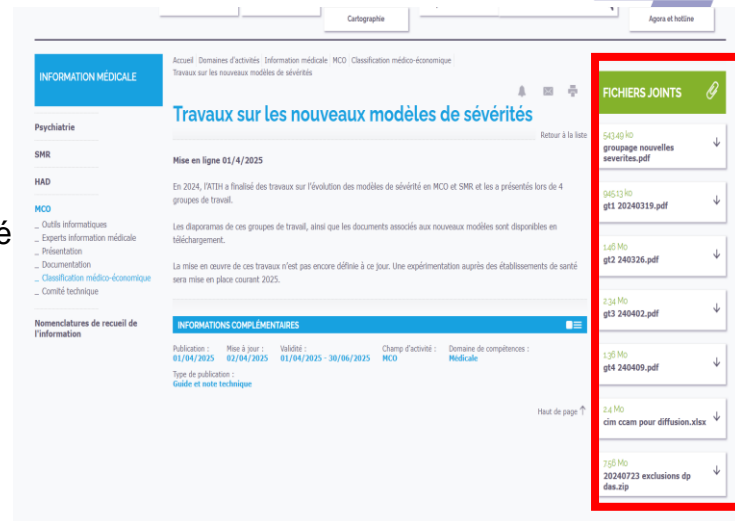 Cartographie
Agora et hotline
INFORMATION MÉDICALE
Psychiatrie
SMR
HAD
MCO
_ Outils informatiques
_ Experts information médicale
_ Présentation
_ Documentation
_ Classification médico-économique
_ Comité technique
Nomenclatures de recueil de
l'information
é
Accueil Domaines d'activités Information médicale MCO Classification médico-économique
Travaux sur les nouveaux modèles de sévérités
Travaux sur les nouveaux modèles de sévérités
Retour à la liste
Mise en ligne 01/4/2025
En 2024, l'ATIH a finalisé des travaux sur l'évolution des modèles de sévérité en MCO et SMR et les a présentés lors de 4
groupes de travail.
Les diaporamas de ces groupes de travail, ainsi que les documents associés aux nouveaux modèles sont disponibles en
téléchargement.
La mise en œuvre de ces travaux n'est pas encore définie à ce jour. Une expérimentation auprès des établissements de santé
sera mise en place courant 2025.
INFORMATIONS COMPLÉMENTAIRES
Publication : Mise à jour : Validité : Champ d'activité : Domaine de compétences :
01/04/2025 02/04/2025 01/04/2025 - 30/06/2025 MCO Médicale
Type de publication :
Guide et note technique
Haut de page
FICHIERS JOINTS
543.49 ko
groupage nouvelles
severites.pdf
945.13 ko
gt1 20240319.pdf
1.46 Mo
gt2 240326.pdf
2.34 Mo
gt3 240402.pdf
1.36 Mo
gt4 240409.pdf
2.4 Mo
cim ccam pour diffusion.xlsx
7.56 Mo
20240723 exclusions dp
das.zip